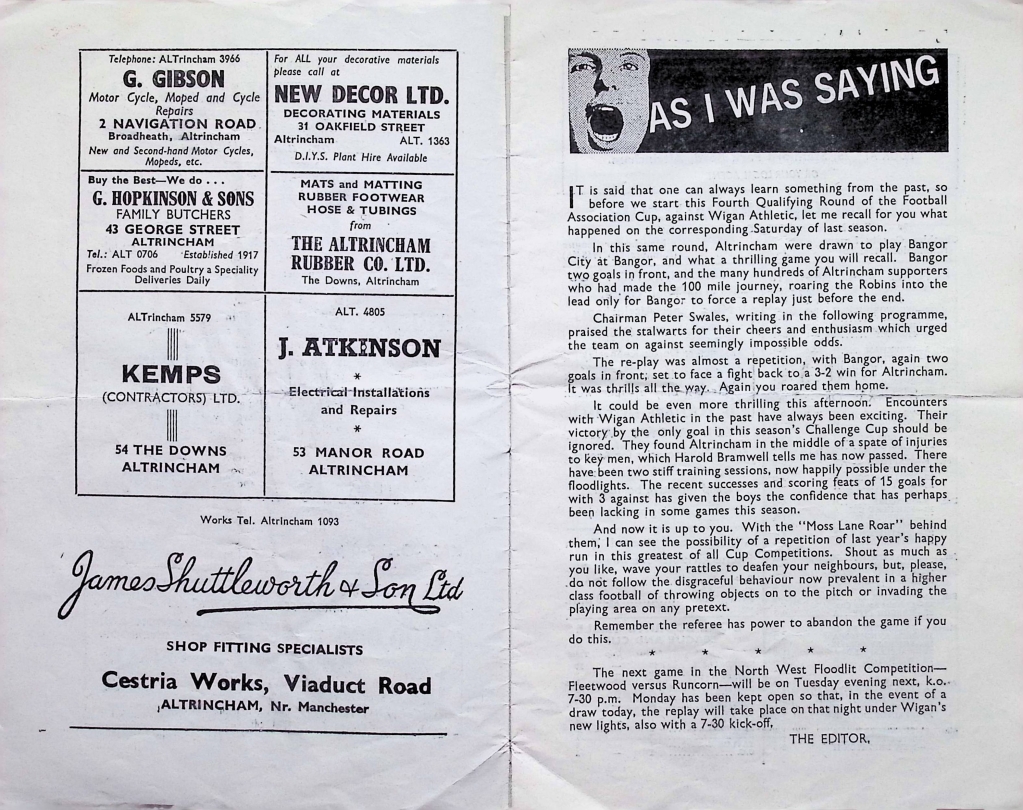 Telephone: ALTrincham 3966
G. GIBSON
Motor Cycle, Moped and Cycle
Repairs
2 NAVIGATION ROAD
Broadheath, Altrincham
New and Second-hand Motor Cycles,
Mopeds, etc.
For ALL your decorative materials
please call at
NEW DECOR LTD.
DECORATING MATERIALS
31 OAKFIELD STREET
Altrincham ALT. 1363
D.I.Y.S. Plant Hire Available
Buy the Best—We do . . .
G. HOPKINSON & SONS
FAMILY BUTCHERS
43 GEORGE STREET
ALTRINCHAM
Tel.: ALT 0706 Established 1917
Frozen Foods and Poultry a Speciality
Deliveries Daily
MATS and MATTING
RUBBER FOOTWEAR
HOSE & TUBINGS
from
THE ALTRINCHAM
RUBBER CO. LTD.
The Downs, Altrincham
ALTrincham 5579
KEMPS
(CONTRACTORS) LTD.
54 THE DOWNS
ALTRINCHAM
ALT. 4805
J. ATKINSON
*
Electrical Installations
and Repairs
*
53 MANOR ROAD
ALTRINCHAM
Works Tel. Altrincham 1093
James Shuttleworth & Son Ltd
SHOP FITTING SPECIALISTS
Cestria Works, Viaduct Road
ALTRINCHAM, Nr. Manchester
AS I WAS SAYING
IT is said that one can always learn something from the past, so
before we start this Fourth Qualifying Round of the Football
Association Cup, against Wigan Athletic, let me recall for you what
happened on the corresponding Saturday of last season.
In this same round, Altrincham were drawn to play Bangor
City at Bangor, and what a thrilling game you will recall. Bangor
two goals in front, and the many hundreds of Altrincham supporters
who had made the 100 mile journey, roaring the Robins into the
lead only for Bangor to force a replay just before the end.
Chairman Peter Swales, writing in the following programme,
praised the stalwarts for their cheers and enthusiasm which urged
the team on against seemingly impossible odds.
The re-play was almost a repetition, with Bangor, again two
goals in front, set to face a fight back to a 3-2 win for Altrincham.
It was thrills all the way. Again you roared them home.
It could be even more thrilling this afternoon. Encounters
with Wigan Athletic in the past have always been exciting. Their
victory by the only goal in this season's Challenge Cup should be
ignored. They found Altrincham in the middle of a spate of injuries
to key men, which Harold Bramwell tells me has now passed. There
have been two stiff training sessions, now happily possible under the
floodlights. The recent successes and scoring feats of 15 goals for
with 3 against has given the boys the confidence that has perhaps
been lacking in some games this season.
And now it is up to you. With the "Moss Lane Roar" behind
them, I can see the possibility of a repetition of last year's happy
run in this greatest of all Cup Competitions. Shout as much as
you like, wave your rattles to deafen your neighbours, but, please,
do not follow the disgraceful behaviour now prevalent in a higher
class football of throwing objects on to the pitch or invading the
playing area on any pretext.
Remember the referee has power to abandon the game if you
do this.
* * * * *
The next game in the North West Floodlit Competition—
Fleetwood versus Runcorn—will be on Tuesday evening next, k.o.
7-30 p.m. Monday has been kept open so that, in the event of a
draw today, the replay will take place on that night under Wigan's
new lights, also with a 7-30 kick-off.
THE EDITOR.